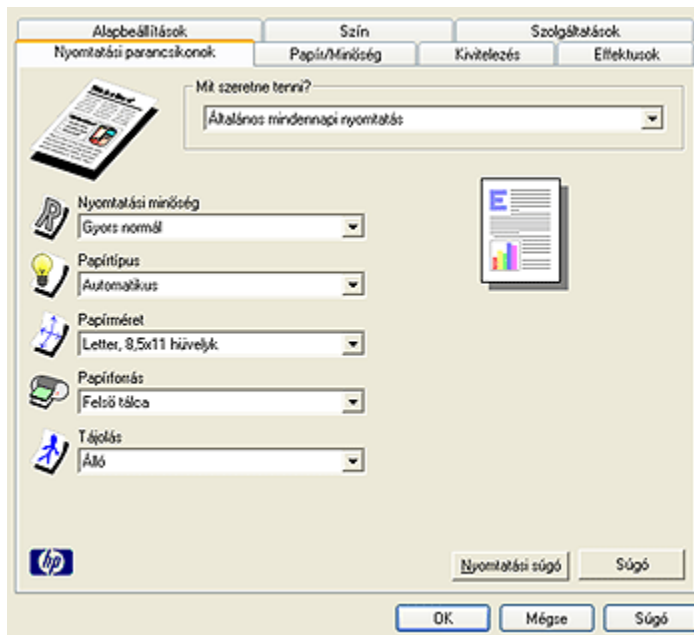 Alapbeállítások
Szín
Szolgáltatások
Nyomtatási parancsikonok
Papír/Minőség
Kivitelezés
Effektusok
Mit szeretne tenni?
Általános mindennapi nyomtatás
Nyomtatási minőség
Gyors normál
Papírtípus
Automatikus
Papírméret
Letter, 8,5x11 hüvelyk
Papírforrás
Felső tálca
Tájolás
Álló
hp
Nyomtatási súgó
Súgó
OK
Mégse
Súgó